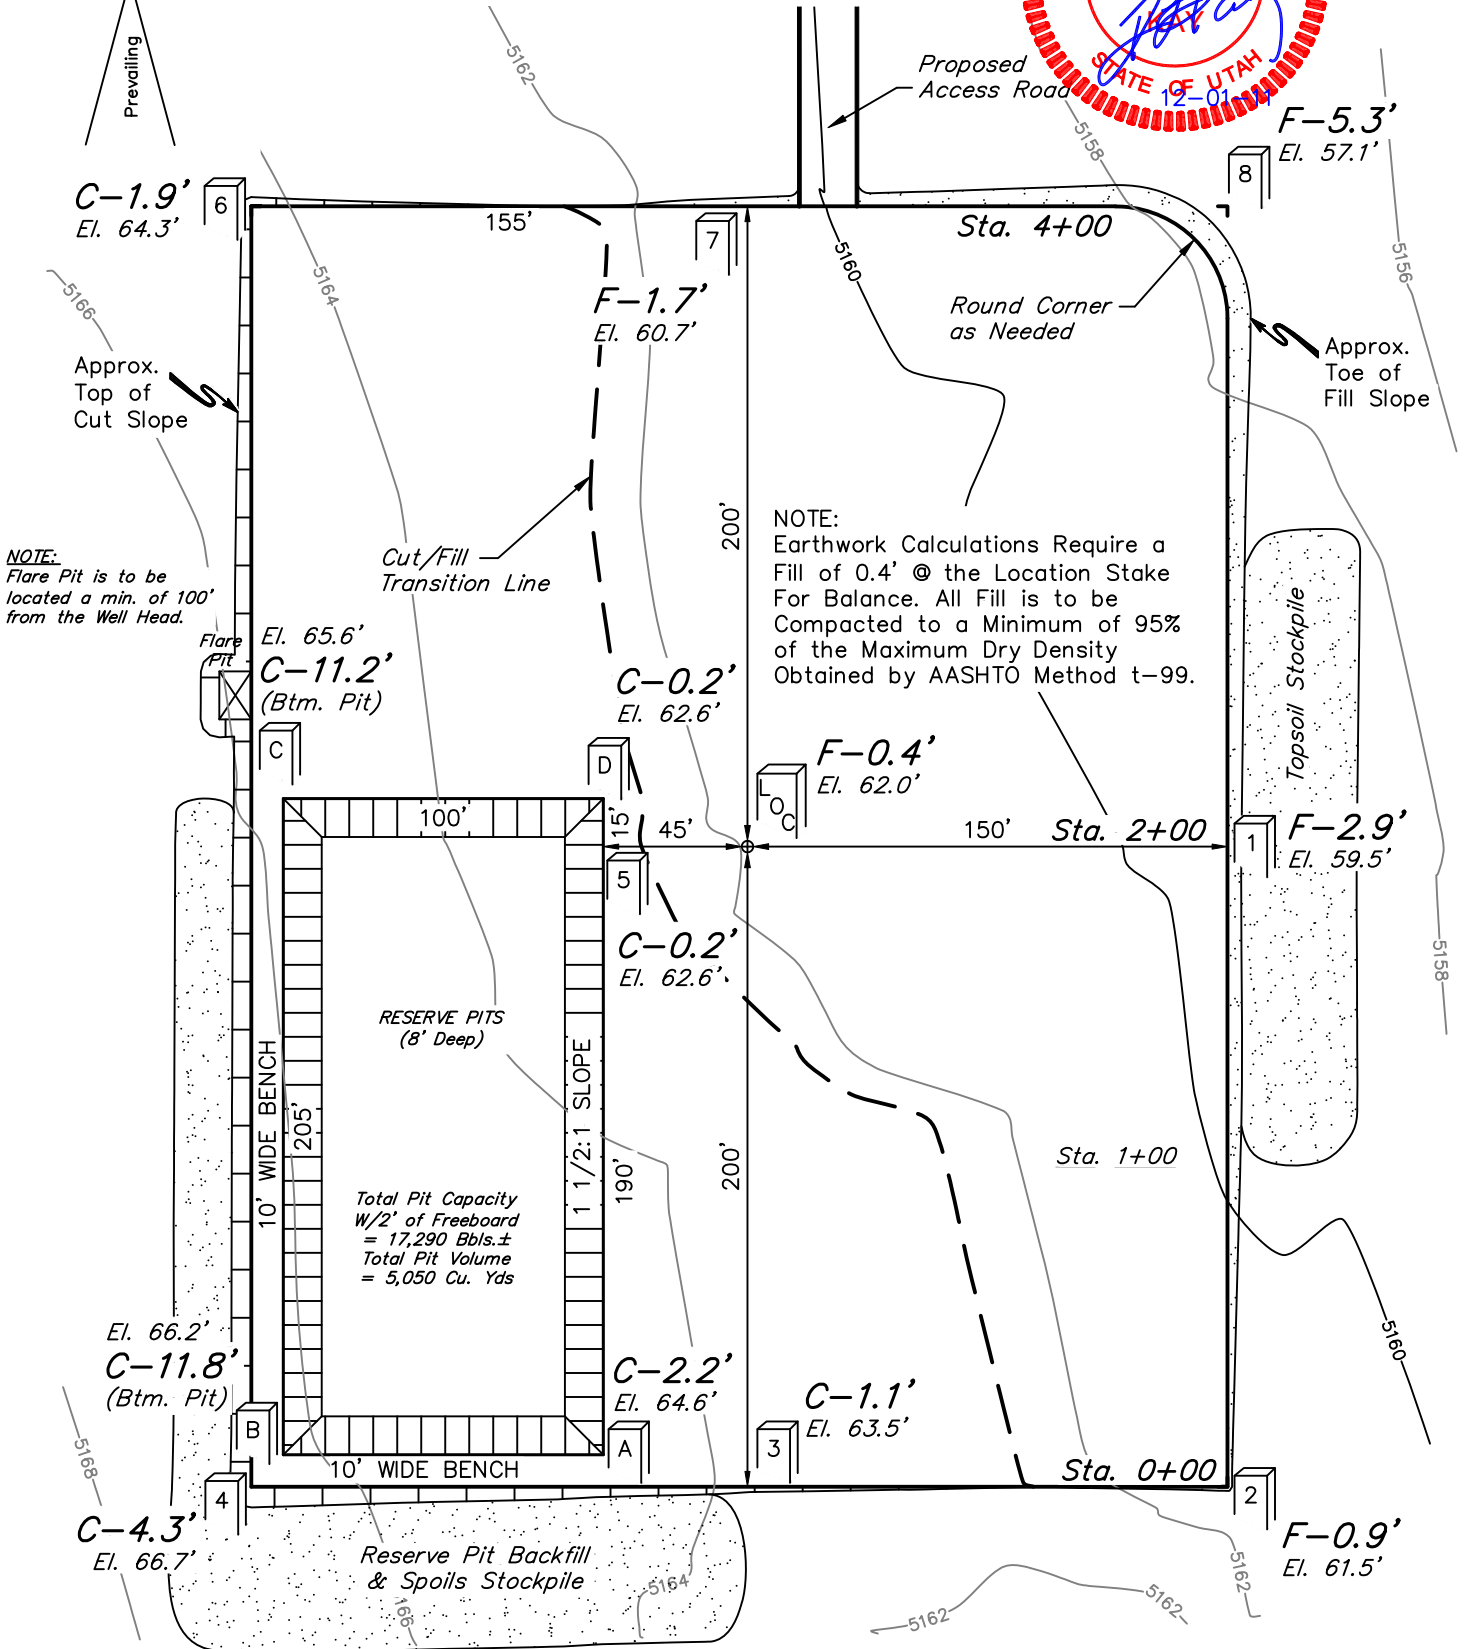 Prevailing
5162
Proposed
Access Road
KAY
STATE OF UTAH
12-01-11
5158
F-5.3'
El. 57.1'
8
C-1.9'
El. 64.3'
6
155'
7
Sta. 4+00
5166
5164
5160
5156
F-1.7'
El. 60.7'
Round Corner
as Needed
Approx.
Top of
Cut Slope
Approx.
Toe of
Fill Slope
200'
NOTE:
Earthwork Calculations Require a
Fill of 0.4' @ the Location Stake
For Balance. All Fill is to be
Compacted to a Minimum of 95%
of the Maximum Dry Density
Obtained by AASHTO Method t-99.
Cut/Fill
Transition Line
NOTE:
Flare Pit is to be
located a min. of 100'
from the Well Head.
Flare
Pit
El. 65.6'
C-11.2'
(Btm. Pit)
C-0.2'
El. 62.6'
Topsoil Stockpile
C
D
F-0.4'
El. 62.0'
LOC
100'
15'
45'
150'
Sta. 2+00
1
F-2.9'
El. 59.5'
5
C-0.2'
El. 62.6'
5158
RESERVE PITS
(8' Deep)
10' WIDE BENCH
205'
1 1/2:1 SLOPE
190'
200'
Sta. 1+00
Total Pit Capacity
W/2' of Freeboard
= 17,290 Bbls.±
Total Pit Volume
= 5,050 Cu. Yds
El. 66.2'
C-11.8'
(Btm. Pit)
C-2.2'
El. 64.6'
C-1.1'
El. 63.5'
5160
B
A
3
5168
10' WIDE BENCH
Sta. 0+00
4
2
C-4.3'
El. 66.7'
F-0.9'
El. 61.5'
Reserve Pit Backfill
& Spoils Stockpile
5164
166
5162
5162
5162